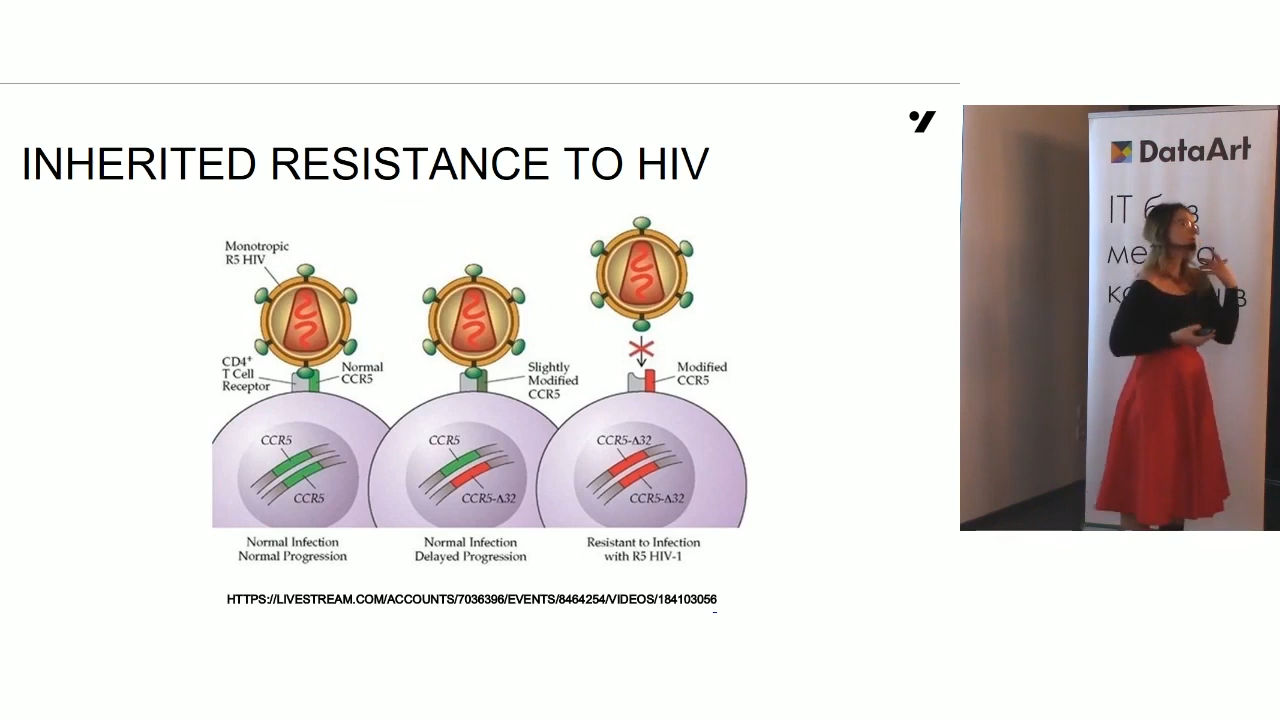 INHERITED RESISTANCE TO HIV
Monotropic
R5 HIV
CD4+
T Cell
Receptor
Normal
CCR5
Slightly
Modified
CCR5
Modified
CCR5
CCR5
CCR5
CCR5
CCR5-Δ32
CCR5-Δ32
CCR5-Δ32
Normal Infection
Normal Progression
Normal Infection
Delayed Progression
Resistant to Infection
with R5 HIV-1
HTTPS://LIVESTREAM.COM/ACCOUNTS/7036396/EVENTS/8464254/VIDEOS/184103056
DataArt
IT